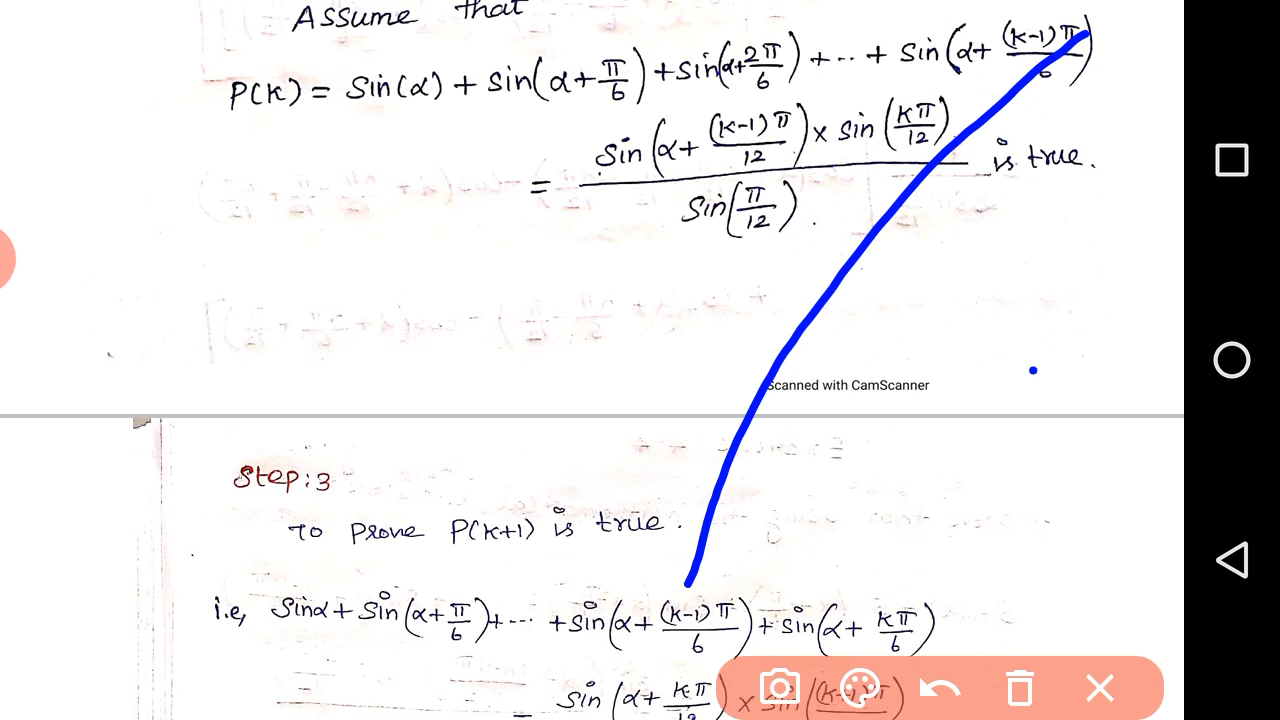 Assume that
P(K) = Sin(α) + sin(α + π/6) + sin(α + 2π/6) + ... + sin(α + (K-1)π/6)
= sin(α + (K-1)π/12) × sin(Kπ/12) / sin(π/12) is true.
Scanned with CamScanner
Step:3
To prove P(K+1) is true.
i.e, Sinα + Sin(α + π/6) + ... + sin(α + (K-1)π/6) + sin(α + Kπ/6)
= sin(α + Kπ/12) × sin